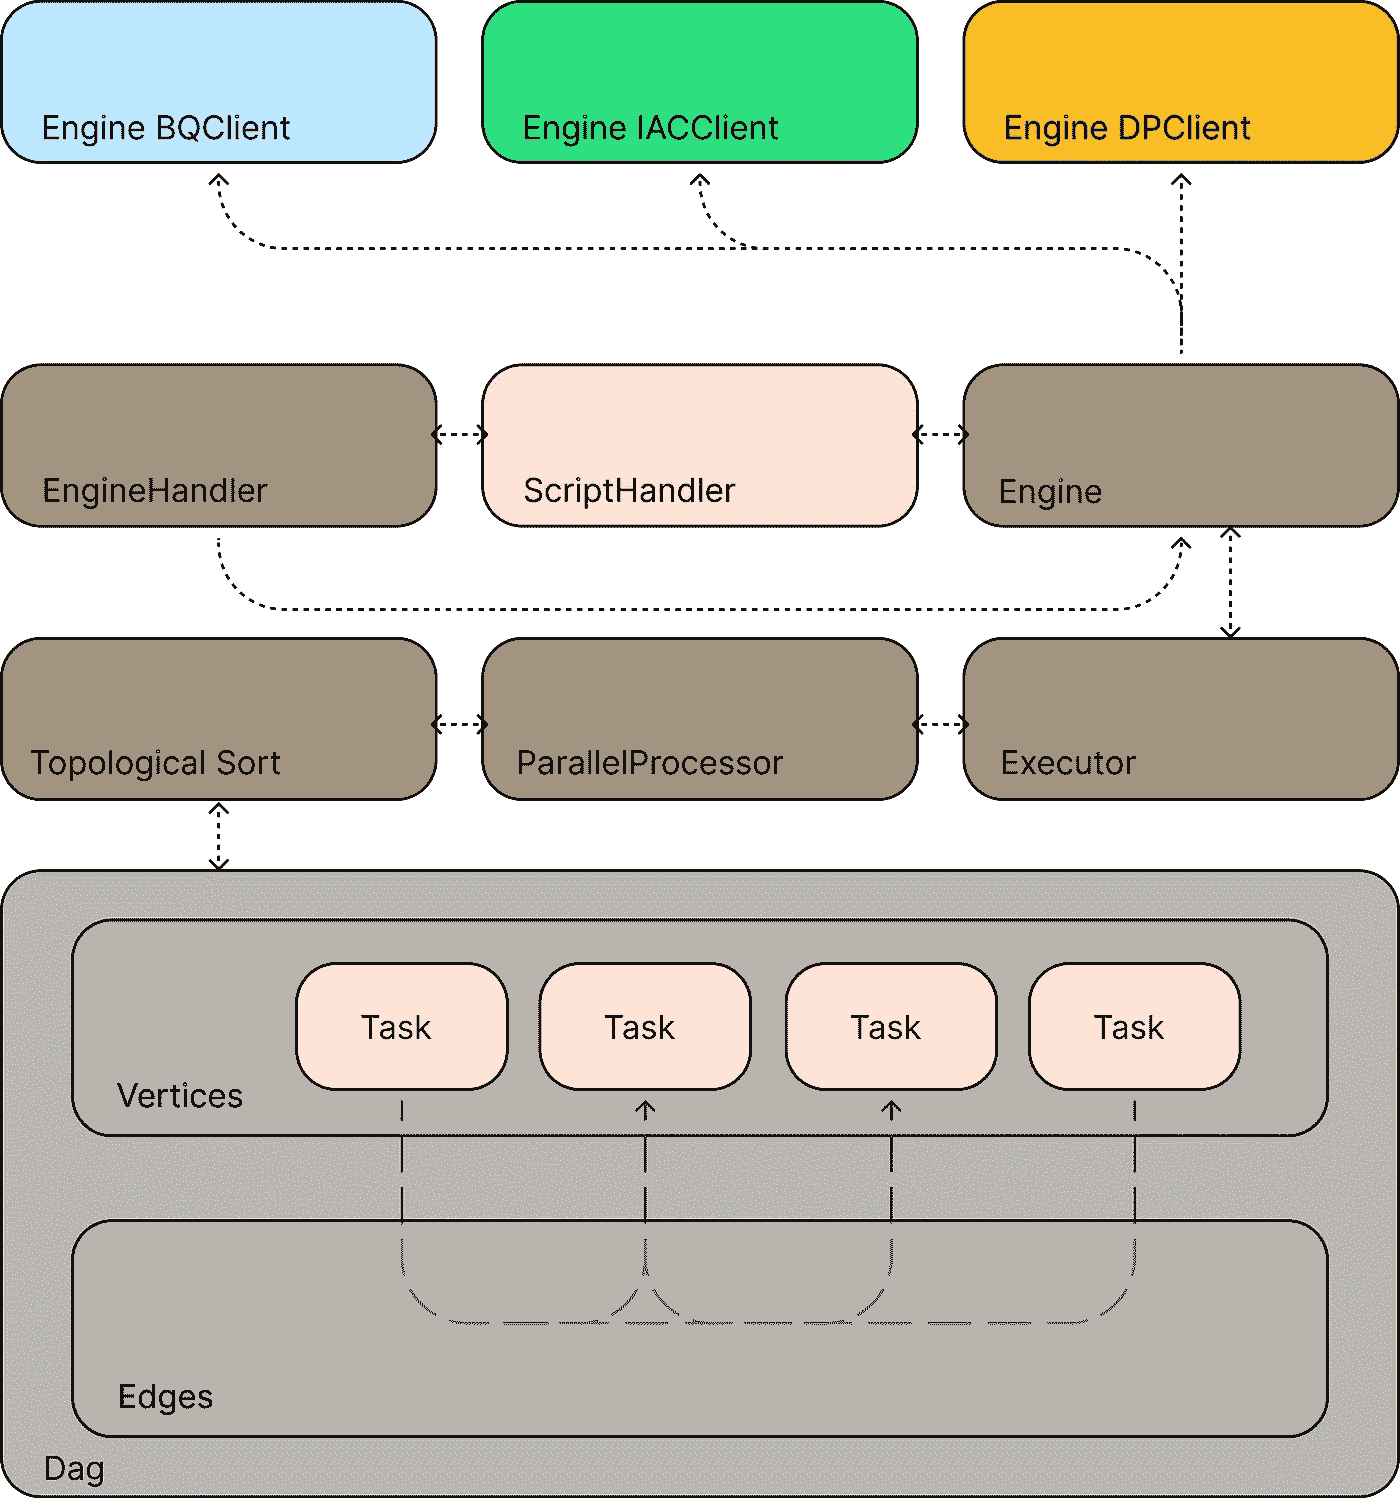 Engine BQClient
Engine IACClient
Engine DPClient
EngineHandler
ScriptHandler
Engine
Topological Sort
ParallelProcessor
Executor
Task
Task
Task
Task
Vertices
Edges
Dag